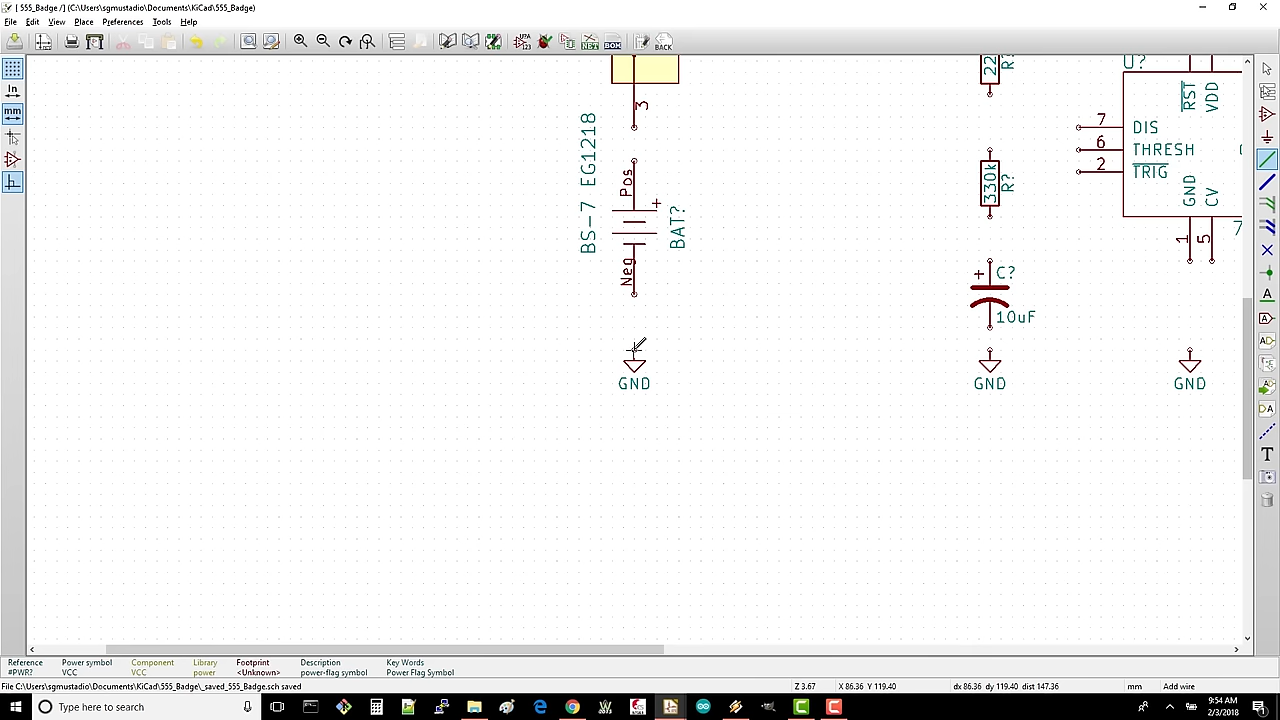 [ 555_Badge /] (C:\Users\sgmustadio\Documents\KiCad\555_Badge)
File Edit View Place Preferences Tools Help
In
mm
3
BS-7 EG1218
Pos
+
BAT?
Neg
GND
22
R?
330k
R?
+ C?
10uF
GND
U?
RST
VDD
7 DIS
6 THRESH
2 TRIG
GND
CV
1
5
7
GND
Reference Power symbol Component Library Footprint Description Key Words
#PWR? VCC VCC power <Unknown> power-flag symbol Power Flag Symbol
File C:\Users\sgmustadio\Documents\KiCad\555_Badge\_saved_555_Badge.sch saved Z 3.67 X 86.36 Y 119.40 dx 86.36 dy 119.40 dist 147.36 mm Add wire
Type here to search
9:54 AM
2/3/2018